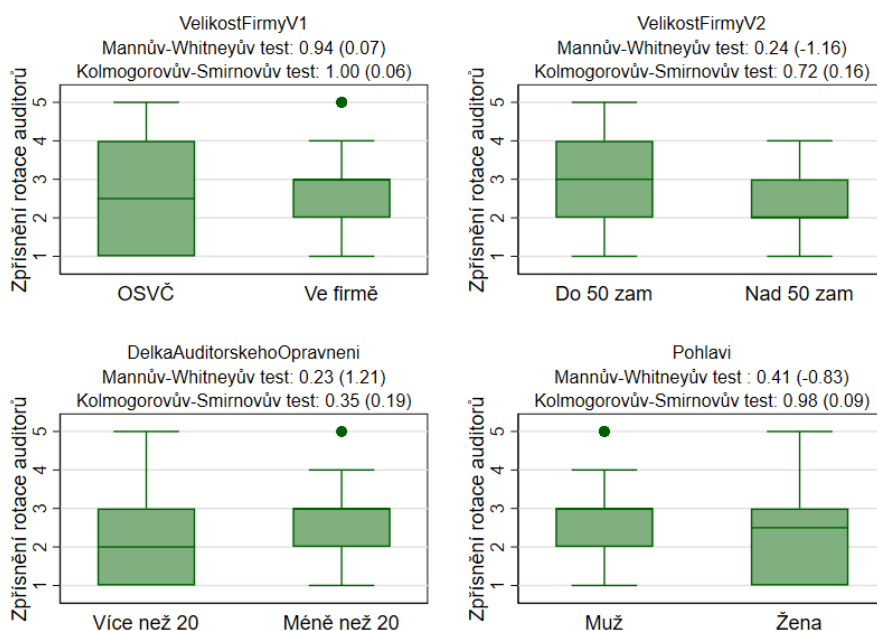 VelikostFirmyV1
Mannův-Whitneyův test: 0.94 (0.07)
Kolmogorovův-Smirnovův test: 1.00 (0.06)
Zpřísnění rotace auditorů
5
4
3
2
1
OSVČ Ve firmě
VelikostFirmyV2
Mannův-Whitneyův test: 0.24 (-1.16)
Kolmogorovův-Smirnovův test: 0.72 (0.16)
Zpřísnění rotace auditorů
5
4
3
2
1
Do 50 zam Nad 50 zam
DelkaAuditorskehoOpravneni
Mannův-Whitneyův test: 0.23 (1.21)
Kolmogorovův-Smirnovův test: 0.35 (0.19)
Zpřísnění rotace auditorů
5
4
3
2
1
Více než 20 Méně než 20
Pohlavi
Mannův-Whitneyův test : 0.41 (-0.83)
Kolmogorovův-Smirnovův test: 0.98 (0.09)
Zpřísnění rotace auditorů
5
4
3
2
1
Muž Žena